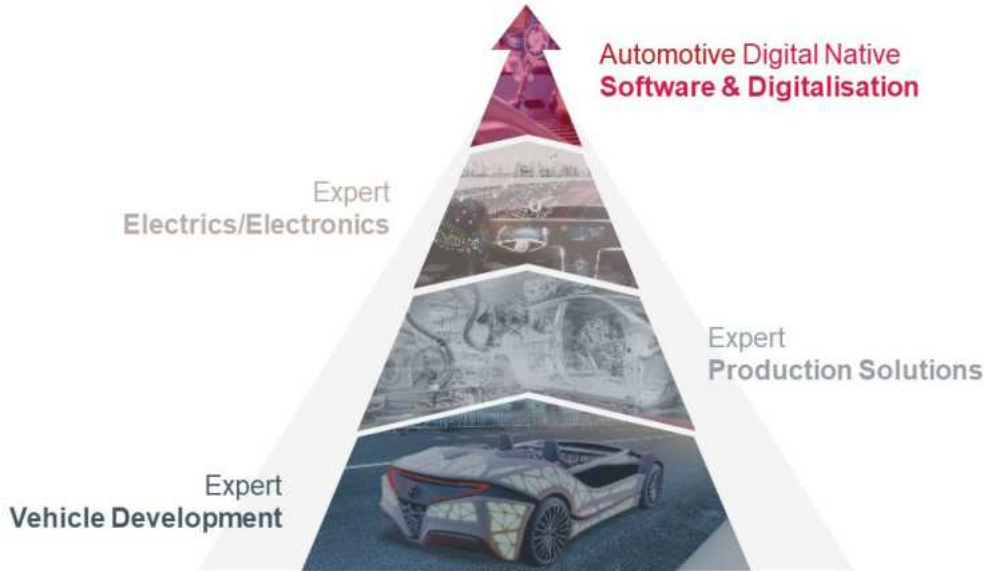 Automotive Digital Native
Software & Digitalisation
Expert
Electrics/Electronics
Expert
Production Solutions
Expert
Vehicle Development